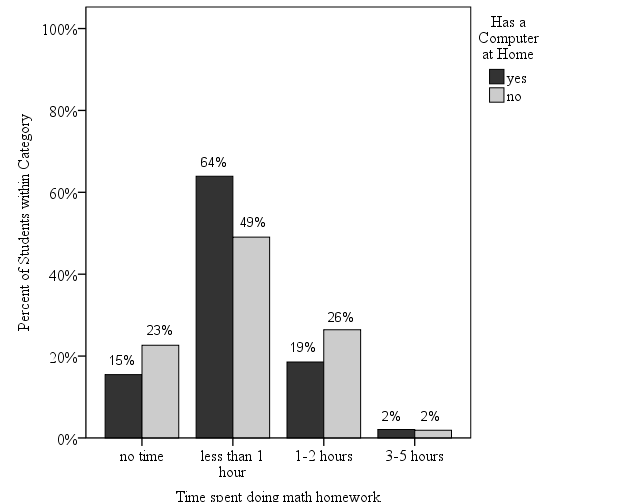 Has a
Computer
at Home
yes
no
Percent of Students within Category
100%
80%
60%
40%
20%
0%
15%
23%
64%
49%
19%
26%
2%
2%
no time
less than 1
hour
1-2 hours
3-5 hours
Time spent doing math homework